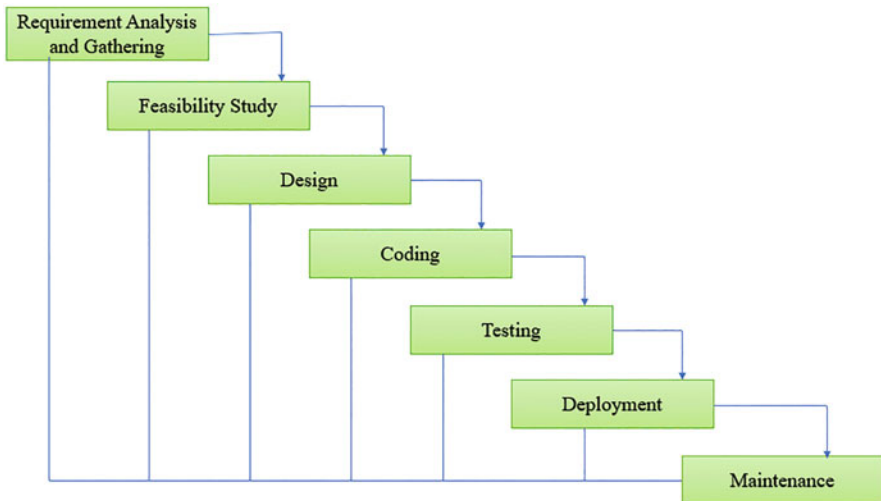 Requirement Analysis
and Gathering
Feasibility Study
Design
Coding
Testing
Deployment
Maintenance